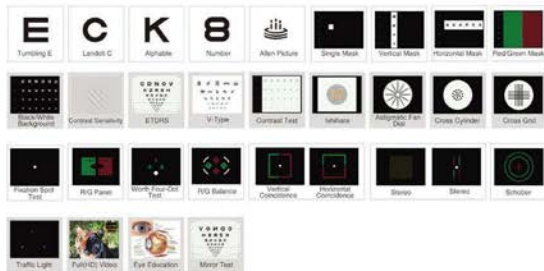 E C K 8
Tumbling E
Landolt C
Alphabet
Number
Allen Picture
Single Mask
Vertical Mask
Horizontal Mask
Red/Green Mask
Black/White
Background
Contrast Sensitivity
ETDRS
V-Type
Contrast Test
Ishihara
Astigmatic Fan
Dial
Cross Cylinder
Cross Grid
Fixation Spot
Test
R/G Panel
Worth Four-Dot
Test
R/G Balance
Vertical
Coincidence
Horizontal
Coincidence
Stereo
Stereo
Schober
Traffic Light
Full(HD) Video
Eye Education
Mirror Test